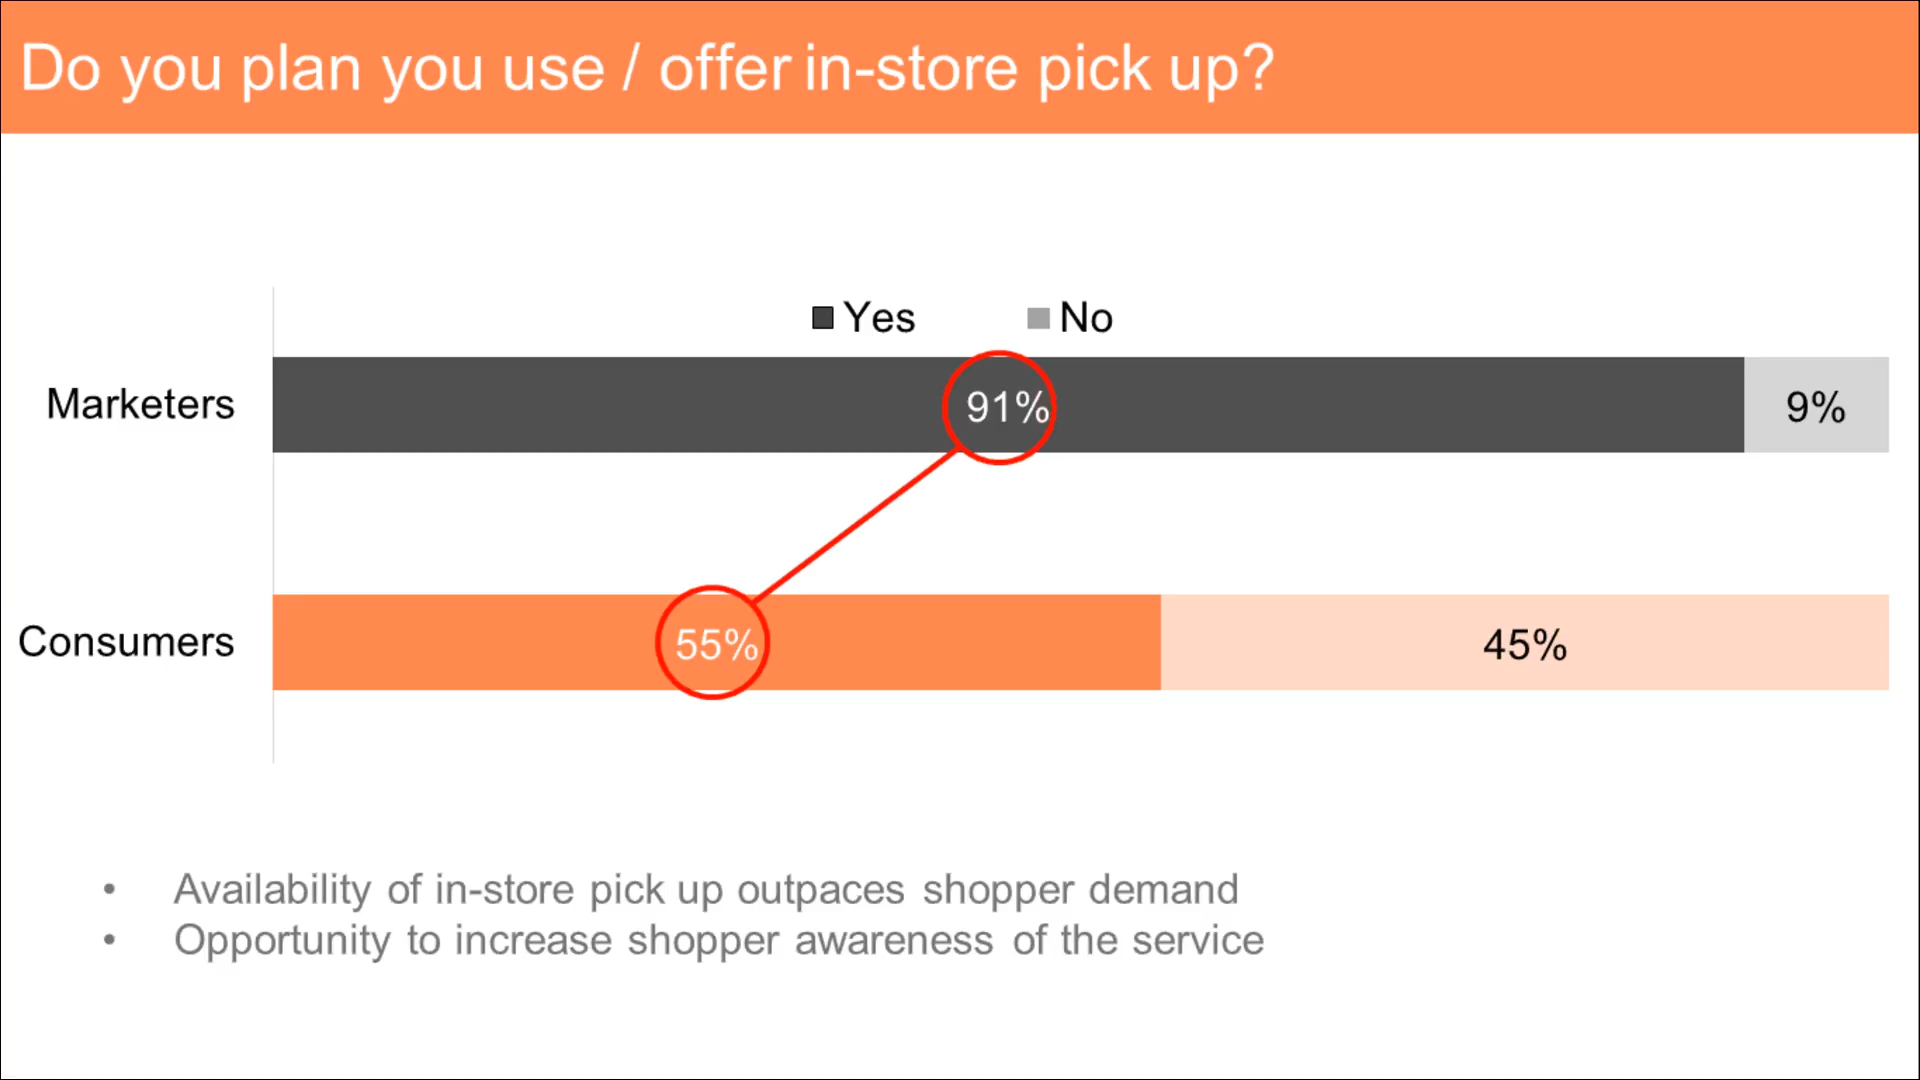 Do you plan you use / offer in-store pick up?
Yes No
Marketers 91% 9%
Consumers 55% 45%
• Availability of in-store pick up outpaces shopper demand
• Opportunity to increase shopper awareness of the service